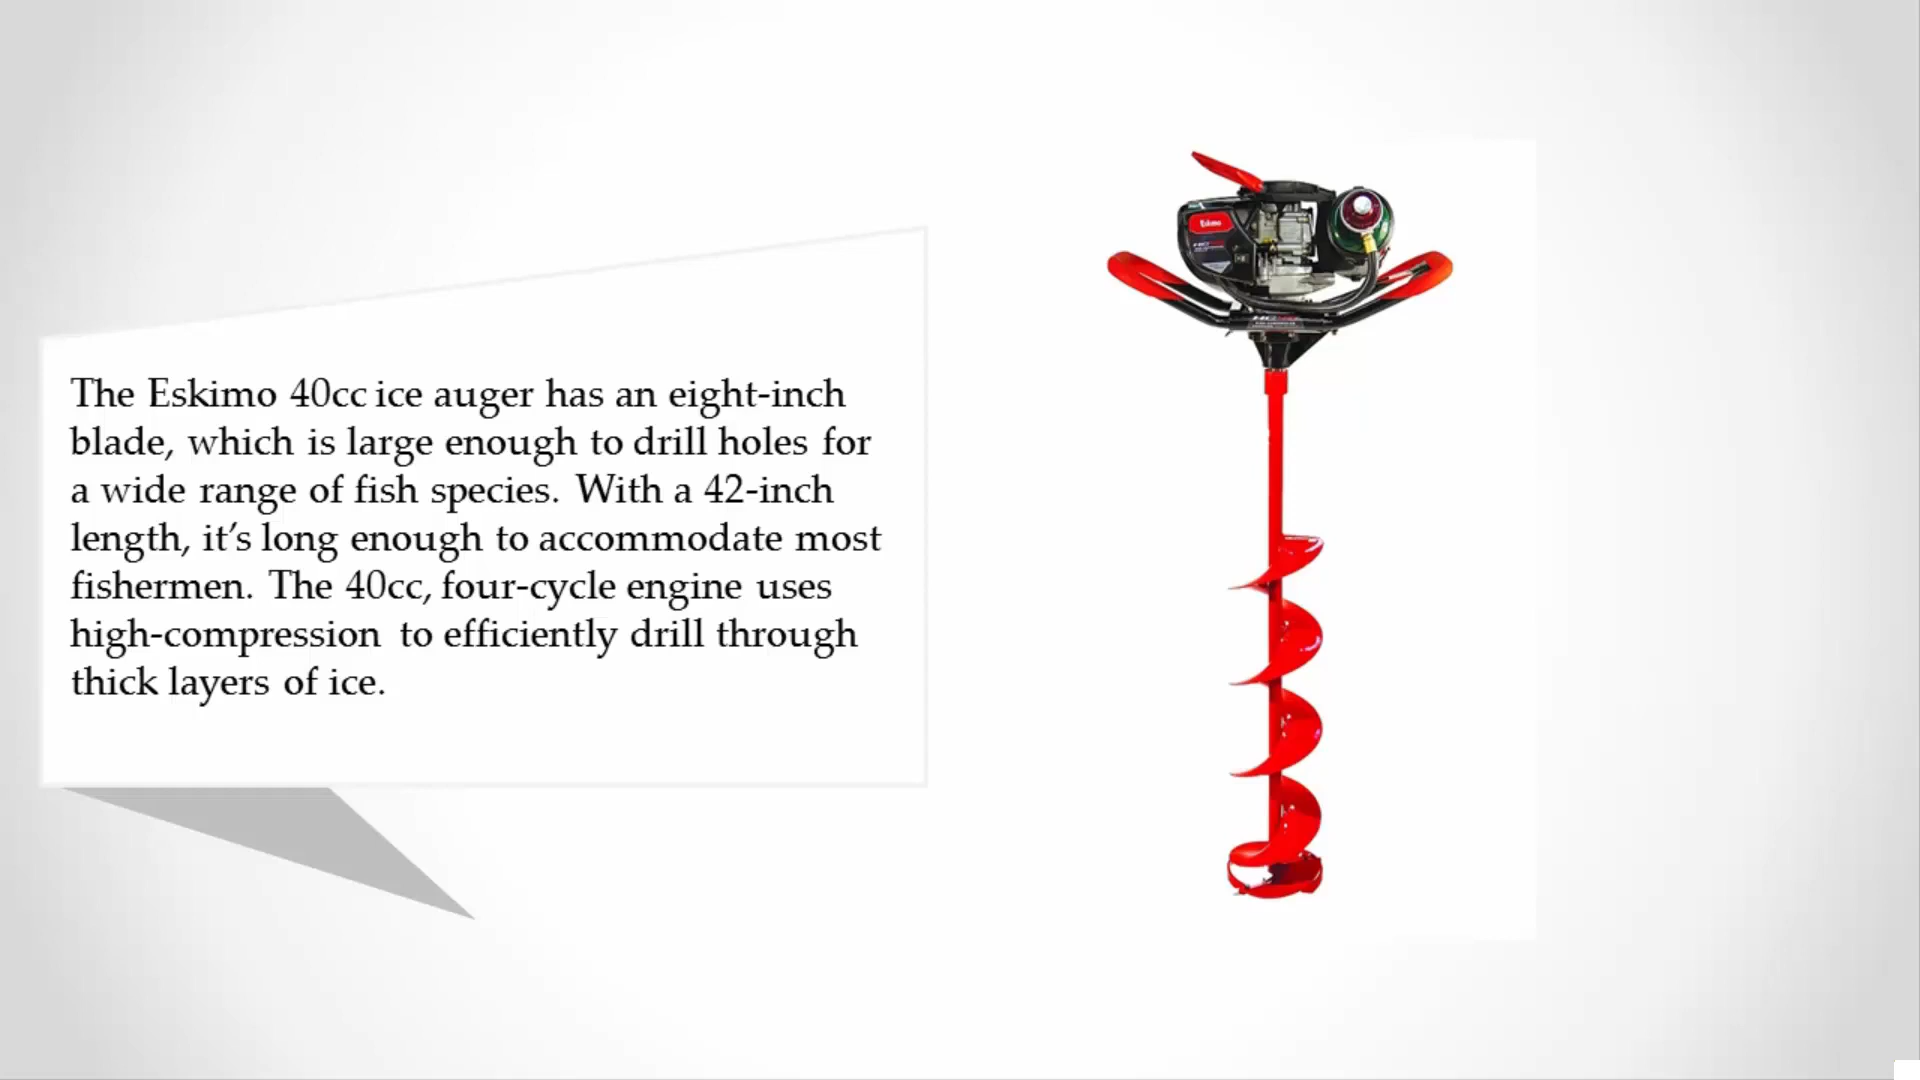 The Eskimo 40cc ice auger has an eight-inch
blade, which is large enough to drill holes for
a wide range of fish species. With a 42-inch
length, it's long enough to accommodate most
fishermen. The 40cc, four-cycle engine uses
high-compression to efficiently drill through
thick layers of ice.
Eskimo